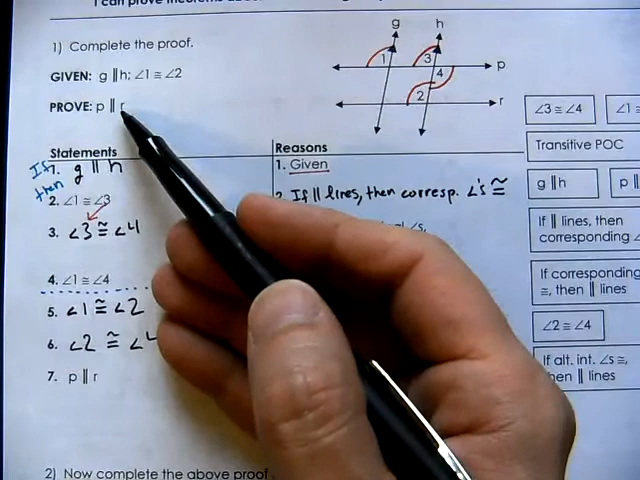 I can prove theorems
1) Complete the proof.
GIVEN: g ∥ h; ∠1 ≅ ∠2
PROVE: p ∥ r
g h
1 3 p
4
2 r
Statements Reasons
If 1. g ∥ h 1. Given
then
2. ∠1 ≅ ∠3 2. If ∥ lines, then corresp. ∠'s ≅
3. ∠3 ≅ ∠4 ∠s,
4. ∠1 ≅ ∠4
5. ∠1 ≅ ∠2
6. ∠2 ≅ ∠4
7. p ∥ r
2) Now complete the above proof
∠3 ≅ ∠4 ∠1
Transitive POC
g ∥ h p ∥
If ∥ lines, then
corresponding ∠
If corresponding
≅, then ∥ lines
∠2 ≅ ∠4
If alt. int. ∠s ≅,
then ∥ lines